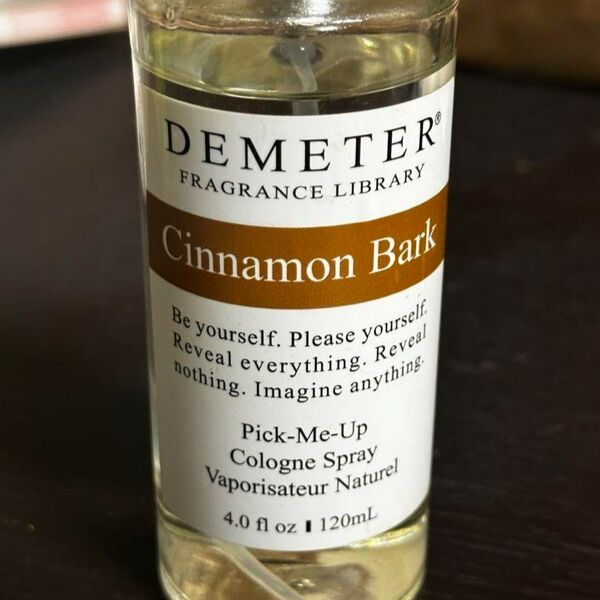 DEMETER®
FRAGRANCE LIBRARY
Cinnamon Bark
Be yourself. Please yourself.
Reveal everything. Reveal
nothing. Imagine anything.
Pick-Me-Up
Cologne Spray
Vaporisateur Naturel
4.0 fl oz ▮ 120mL